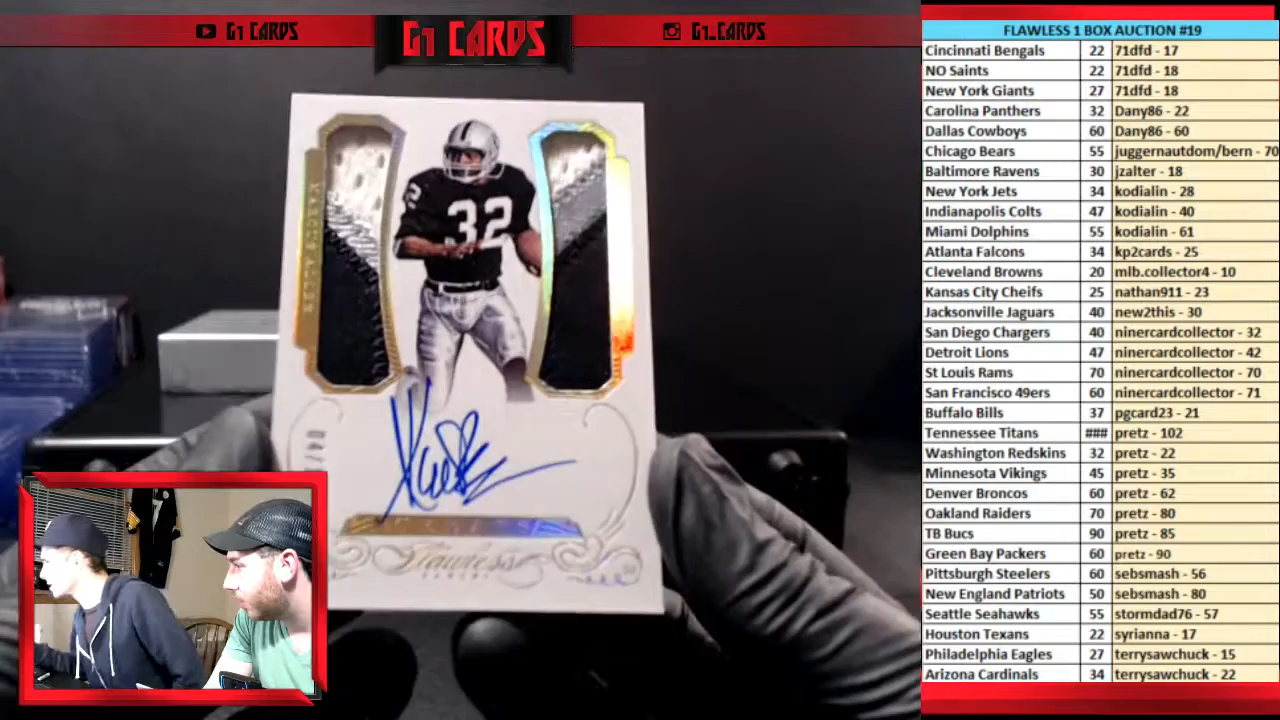 G1 CARDS
G1 CARDS
G1_CARDS
32
MARCUS ALLEN
04/
Flawless
PANINI
FLAWLESS 1 BOX AUCTION #19
Cincinnati Bengals 22 71dfd - 17
NO Saints 22 71dfd - 18
New York Giants 27 71dfd - 18
Carolina Panthers 32 Dany86 - 22
Dallas Cowboys 60 Dany86 - 60
Chicago Bears 55 juggernautdom/bern - 70
Baltimore Ravens 30 jzalter - 18
New York Jets 34 kodialin - 28
Indianapolis Colts 47 kodialin - 40
Miami Dolphins 55 kodialin - 61
Atlanta Falcons 34 kp2cards - 25
Cleveland Browns 20 mlb.collector4 - 10
Kansas City Cheifs 25 nathan911 - 23
Jacksonville Jaguars 40 new2this - 30
San Diego Chargers 40 ninercardcollector - 32
Detroit Lions 47 ninercardcollector - 42
St Louis Rams 70 ninercardcollector - 70
San Francisco 49ers 60 ninercardcollector - 71
Buffalo Bills 37 pgcard23 - 21
Tennessee Titans ### pretz - 102
Washington Redskins 32 pretz - 22
Minnesota Vikings 45 pretz - 35
Denver Broncos 60 pretz - 62
Oakland Raiders 70 pretz - 80
TB Bucs 90 pretz - 85
Green Bay Packers 60 pretz - 90
Pittsburgh Steelers 60 sebsmash - 56
New England Patriots 50 sebsmash - 80
Seattle Seahawks 55 stormdad76 - 57
Houston Texans 22 syrianna - 17
Philadelphia Eagles 27 terrysawchuck - 15
Arizona Cardinals 34 terrysawchuck - 22